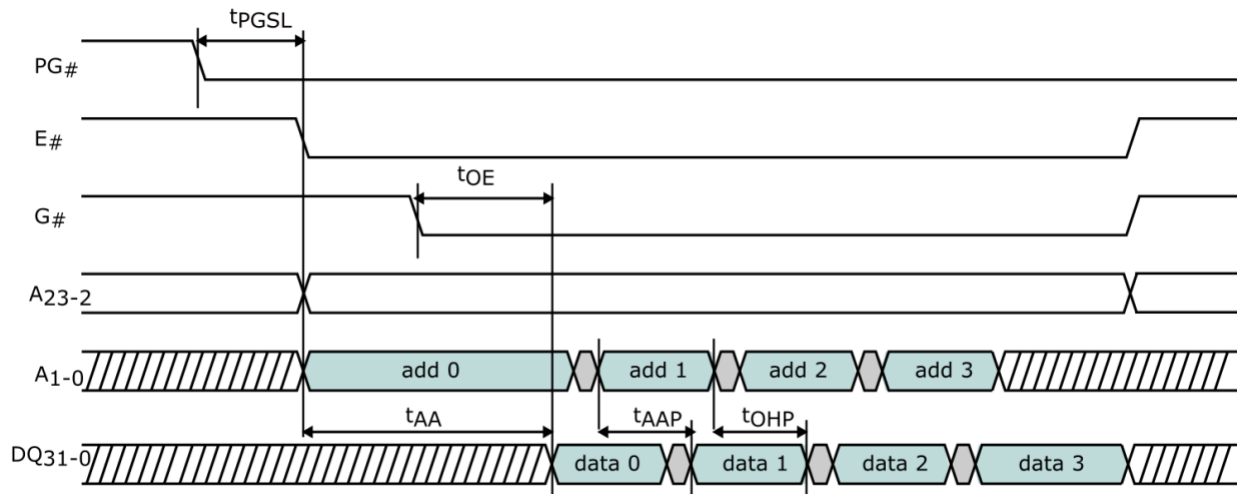 tPGSL
PG#
E#
tOE
G#
A23-2
A1-0 add 0 add 1 add 2 add 3
tAA tAAP tOHP
DQ31-0 data 0 data 1 data 2 data 3